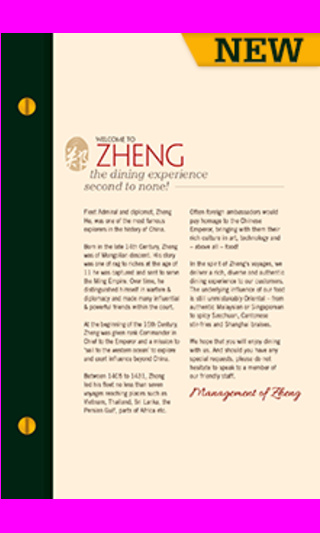 NEW
WELCOME TO
ZHENG
the dining experience
second to none!
Fleet Admiral and diplomat, Zheng
He, was one of the most famous
explorers in the history of China.
Born in the late 14th Century, Zheng
was of Mongolian descent. His story
was one of rag to riches at the age of
11 he was captured and sent to serve
the Ming Empire. Over time, he
distinguished himself in warfare &
diplomacy and made many influential
& powerful friends within the court.
At the beginning of the 15th Century,
Zheng was given rank Commander in
Chief to the Emperor and a mission to
'sail to the western ocean' to explore
and exert influence beyond China.
Between 1405 to 1431, Zheng
led his fleet no less than seven
voyages reaching places such as
Vietnam, Thailand, Sri Lanka, the
Persian Gulf, parts of Africa etc.
Often foreign ambassadors would
pay homage to the Chinese
Emperor, bringing with them their
rich culture in art, technology and
– above all – food!
In the spirit of Zheng's voyages, we
deliver a rich, diverse and authentic
dining experience to our customers.
The underlying influence of our food
is still unmistakably Oriental – from
authentic Malaysian or Singaporean
to spicy Szechuan, Cantonese
stir-fries and Shanghai braises.
We hope that you will enjoy dining
with us. And should you have any
special requests, please do not
hesitate to speak to a member of
our friendly staff.
Management of Zheng